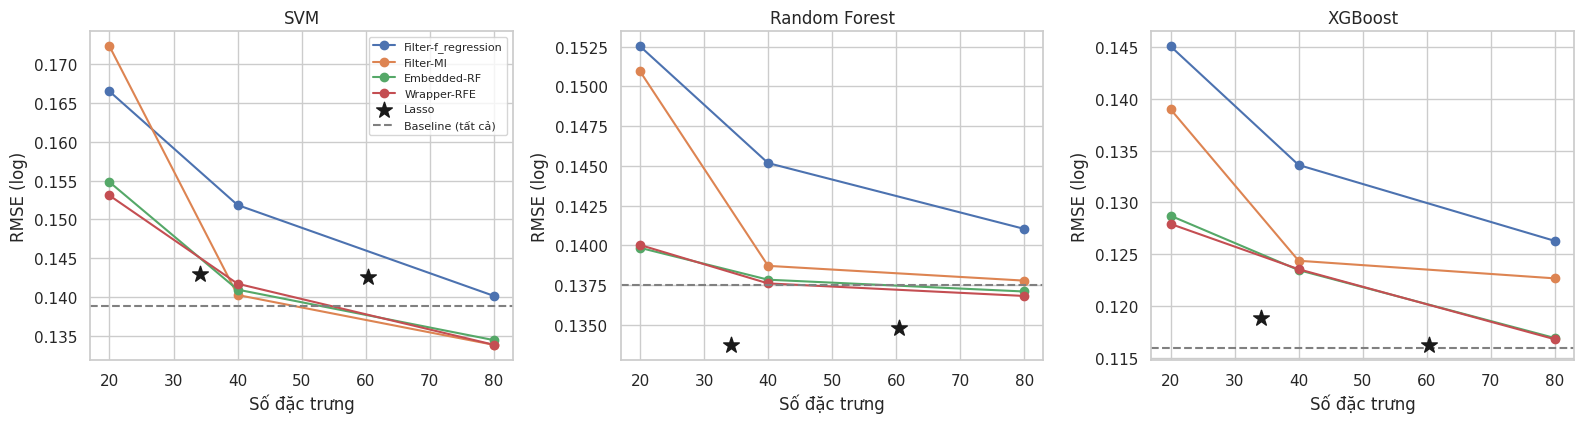 SVM
RMSE (log)
0.170
0.165
0.160
0.155
0.150
0.145
0.140
0.135
20 30 40 50 60 70 80
Số đặc trưng
Filter-f_regression
Filter-MI
Embedded-RF
Wrapper-RFE
Lasso
Baseline (tất cả)
Random Forest
RMSE (log)
0.1525
0.1500
0.1475
0.1450
0.1425
0.1400
0.1375
0.1350
20 30 40 50 60 70 80
Số đặc trưng
XGBoost
RMSE (log)
0.145
0.140
0.135
0.130
0.125
0.120
0.115
20 30 40 50 60 70 80
Số đặc trưng